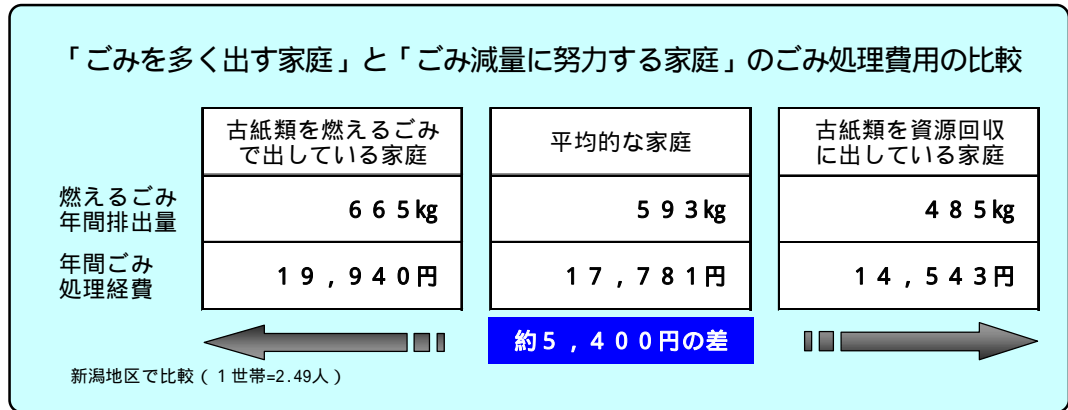 「ごみを多く出す家庭」と「ごみ減量に努力する家庭」のごみ処理費用の比較
古紙類を燃えるごみ
で出している家庭
平均的な家庭
古紙類を資源回収
に出している家庭
燃えるごみ
年間排出量
665kg
593kg
485kg
年間ごみ
処理経費
19,940円
17,781円
14,543円
約5,400円の差
新潟地区で比較(1世帯=2.49人)